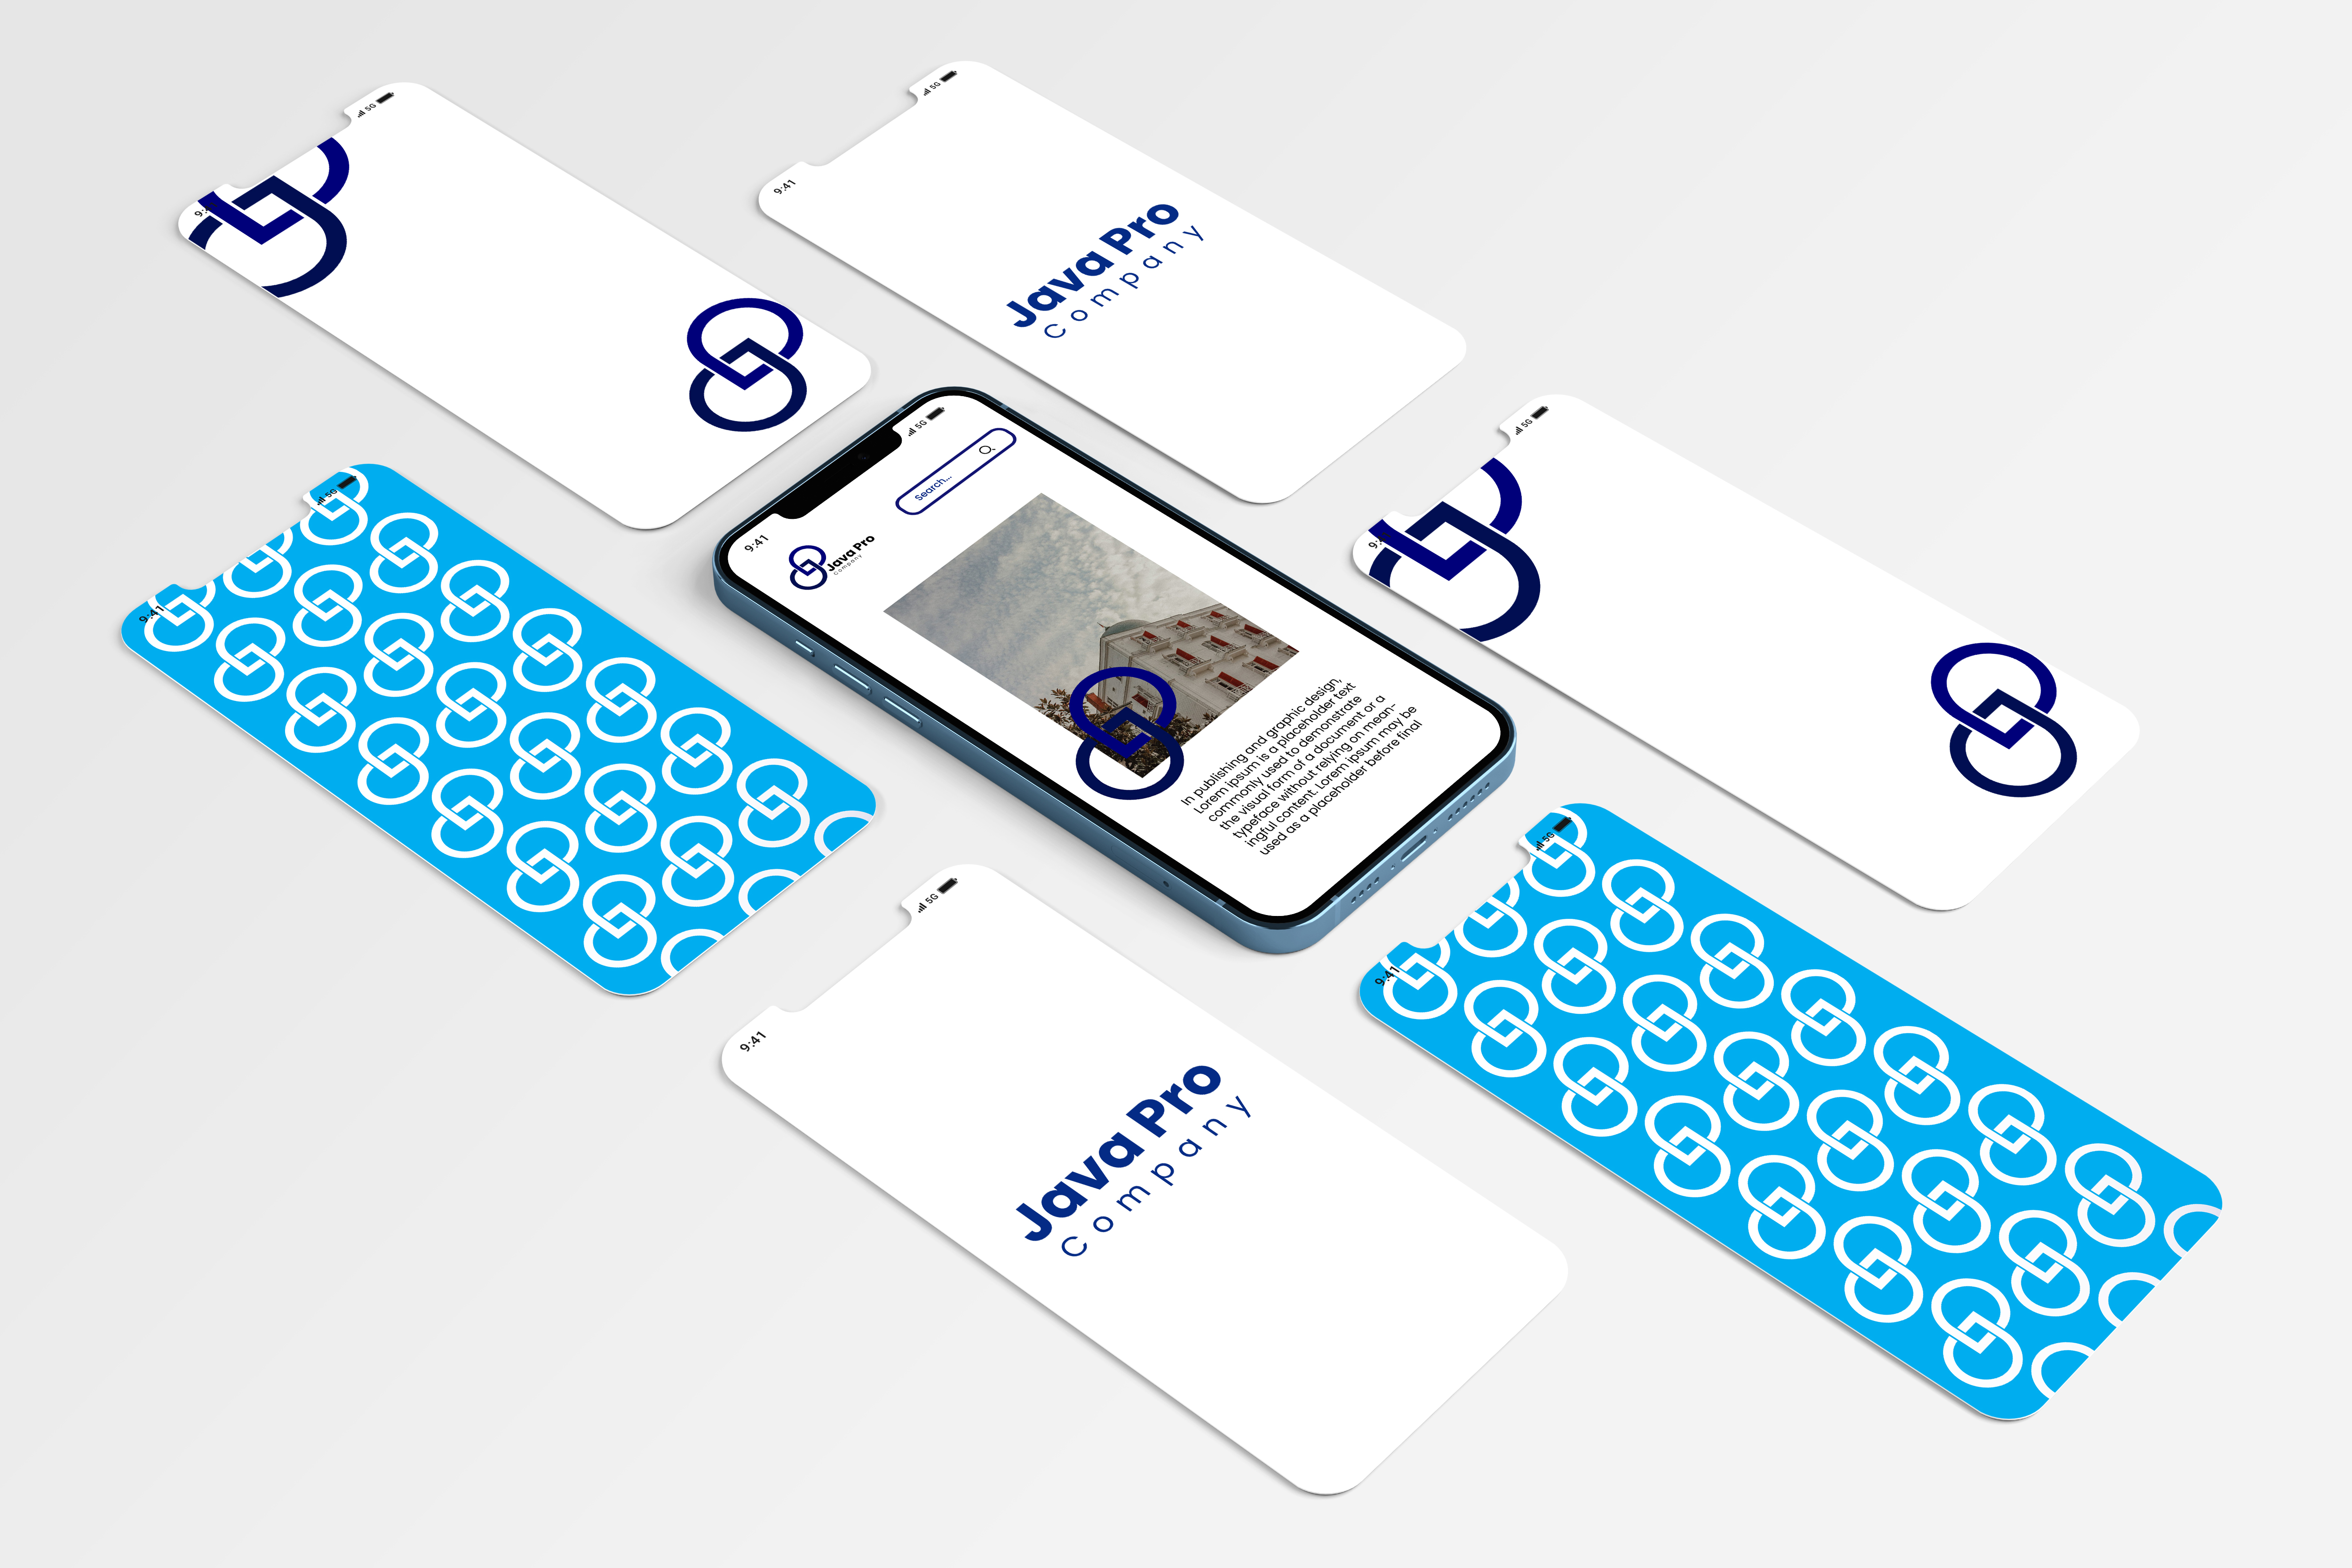 5G
9:41
5G
9:41
Java Pro
Company
5G
9:41
Search...
Java Pro
Company
In publishing and graphic design,
Lorem ipsum is a placeholder text
commonly used to demonstrate
the visual form of a document or a
typeface without relying on mean-
ingful content. Lorem ipsum may be
used as a placeholder before final
5G
5G
9:41
5G
9:41
Java Pro
Company
5G
9:41